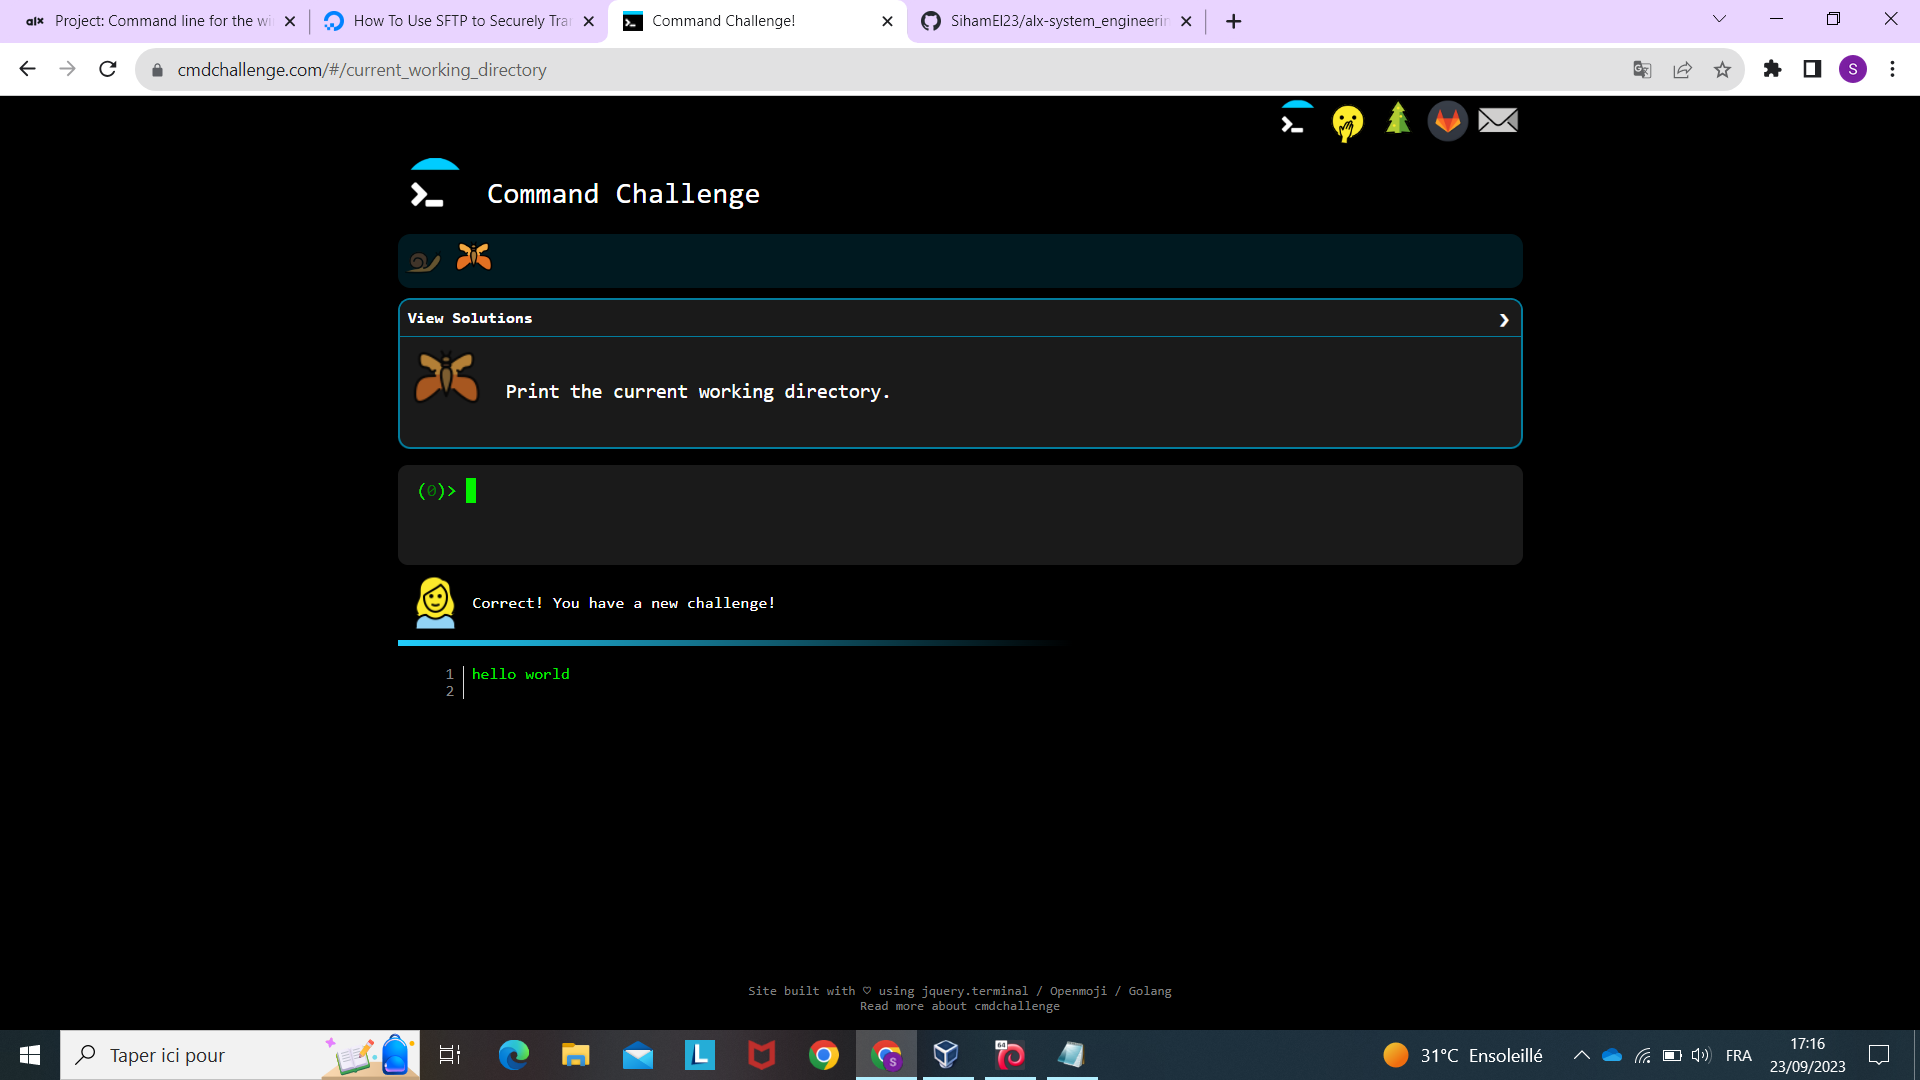 alx Project: Command line for the wi
How To Use SFTP to Securely Tra
Command Challenge!
SihamEl23/alx-system_engineerin
cmdchallenge.com/#/current_working_directory
S
Command Challenge
View Solutions
Print the current working directory.
(0)>
Correct! You have a new challenge!
1 hello world
2
Site built with ♡ using jquery.terminal / Openmoji / Golang
Read more about cmdchallenge
Taper ici pour
L
S
64
31°C Ensoleillé
FRA
17:16
23/09/2023